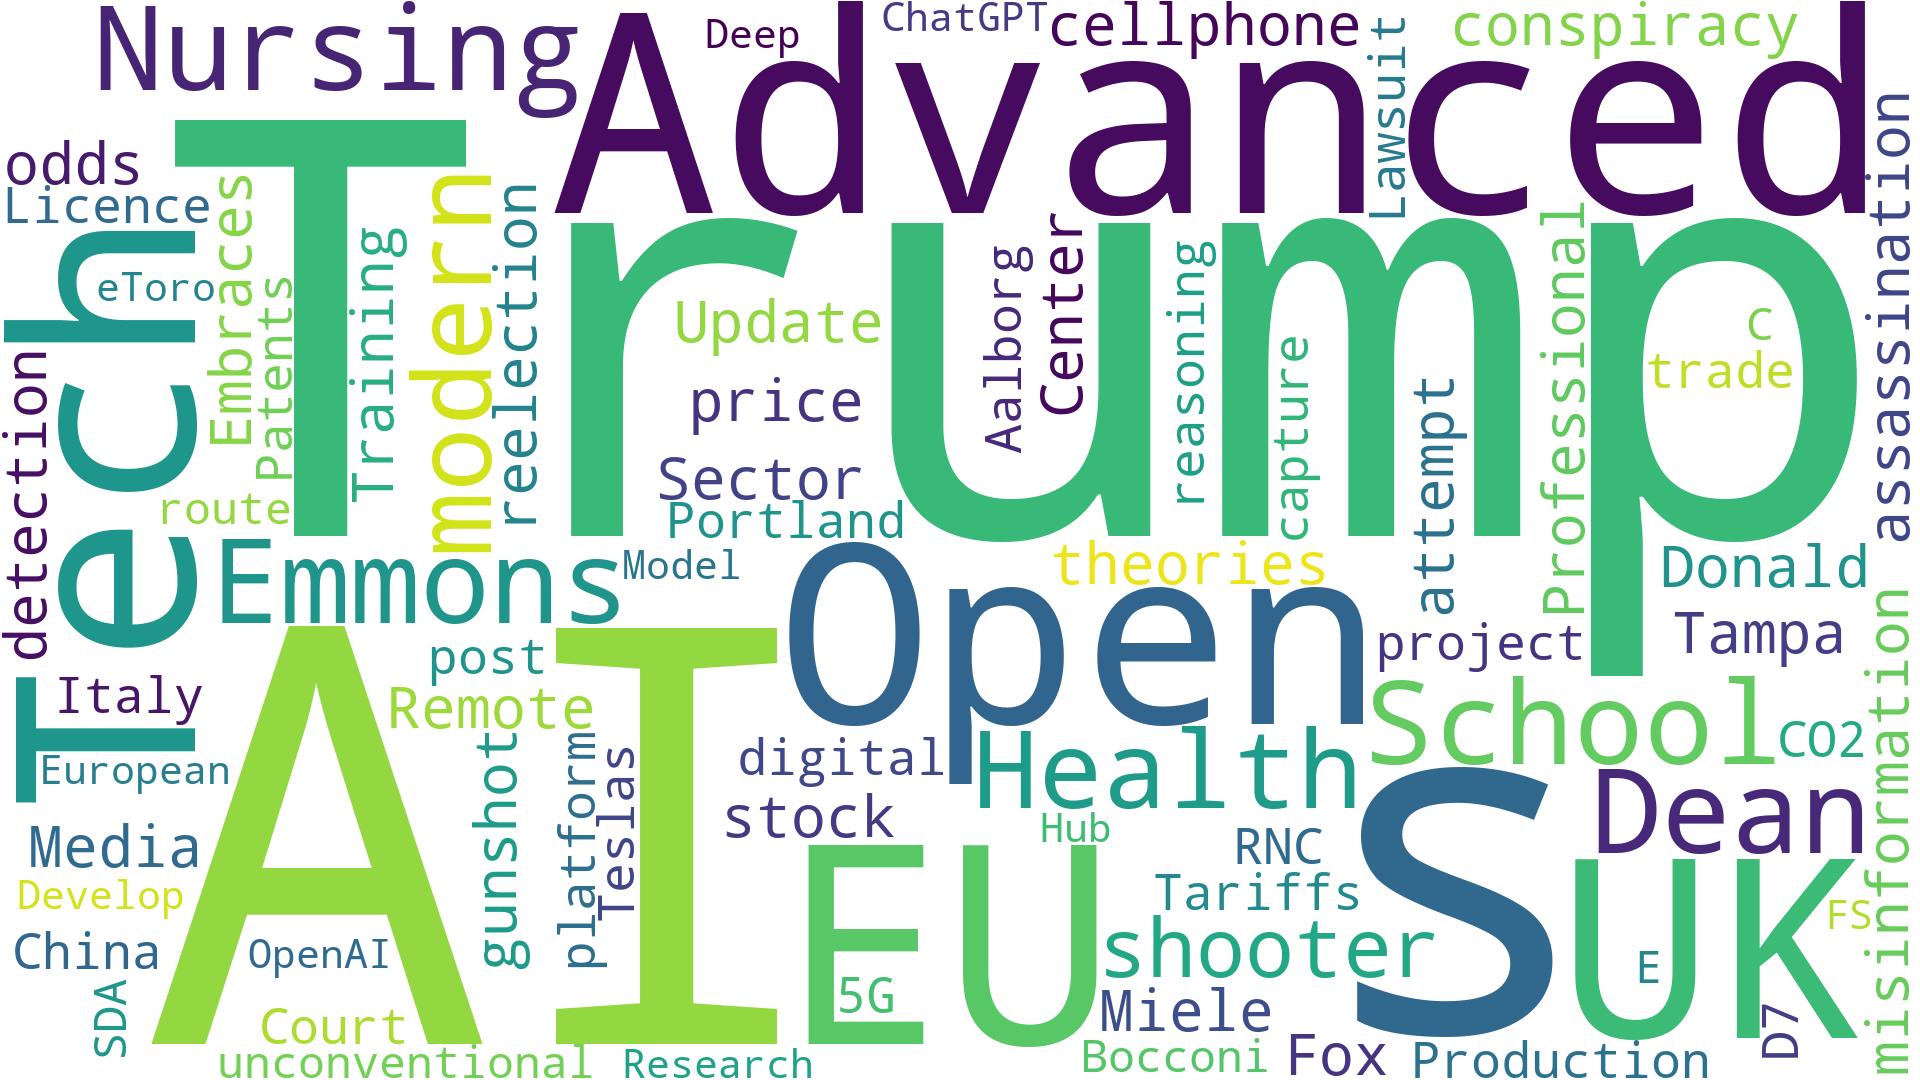 Nursing
Deep
ChatGPT
cellphone
conspiracy
Advanced
Lawsuit
odds
Licence
eToro
Tech
Embraces
Patents
Training
modern
reelection
Trump
Update
price
Sector
Portland
Aalborg
Center
reasoning
capture
attempt
Professional
C
trade
assassination
detection
route
Emmons
Model
theories
Donald
Open
project
Tampa
post
Remote
Italy
European
AI
School
CO2
digital
Health
stock
Hub
gunshot
platform
Teslas
Media
Develop
China
OpenAI
SDA
Court
unconventional
Research
EU
5G
RNC
Tariffs
shooter
Miele
Bocconi
Fox
S
Production
Dean
UK
E
FS
D7
misinformation